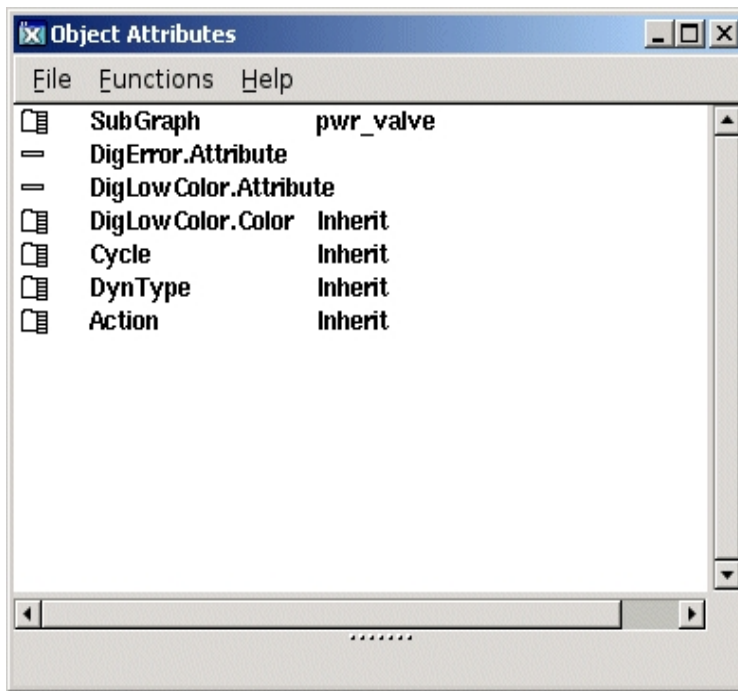 Object Attributes
File Functions Help
SubGraph pwr_valve
DigError.Attribute
DigLowColor.Attribute
DigLowColor.Color Inherit
Cycle Inherit
DynType Inherit
Action Inherit